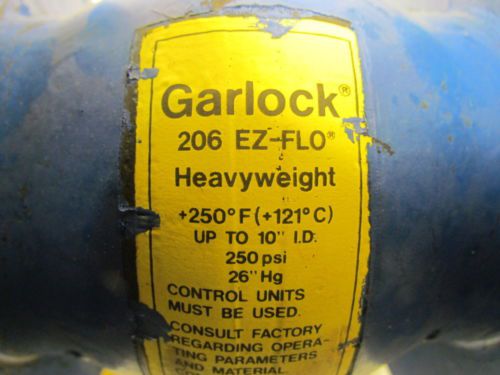 Garlock®
206 EZ-FLO®
Heavyweight
+250°F (+121°C)
UP TO 10" I.D.
250 psi
26" Hg
CONTROL UNITS
MUST BE USED.
CONSULT FACTORY
REGARDING OPERA-
TING PARAMETERS
AND MATERIAL